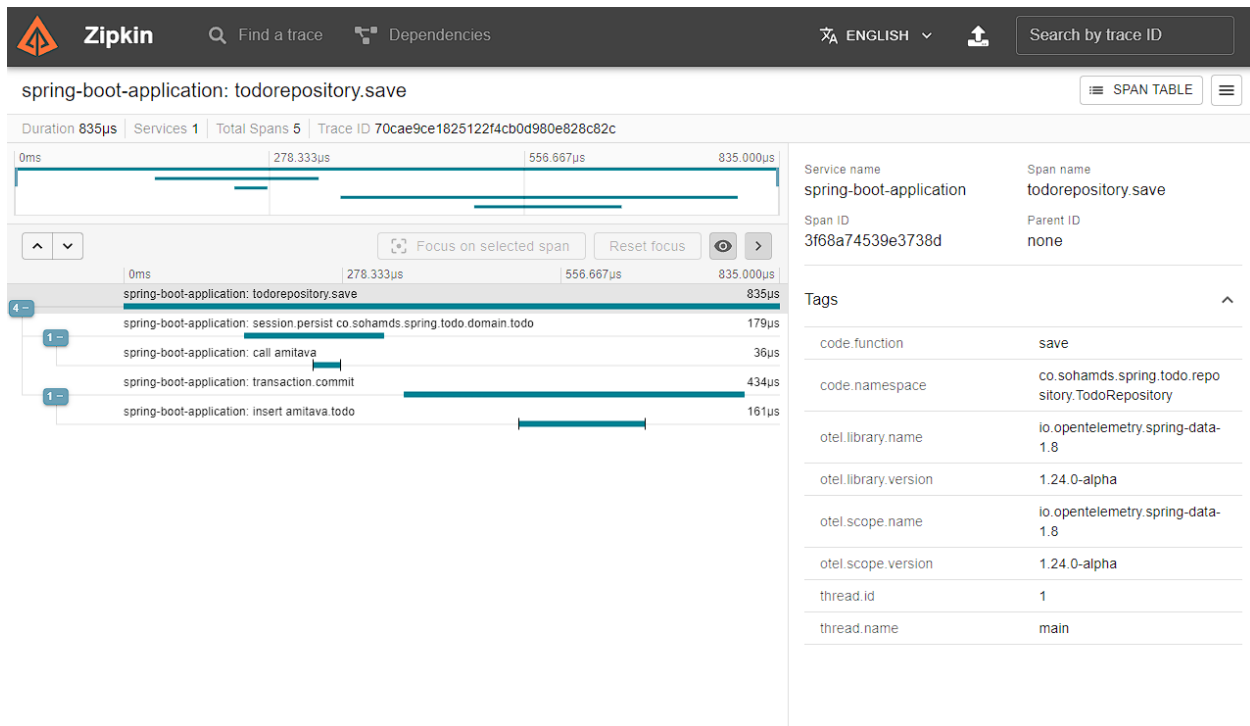 Zipkin
Find a trace
Dependencies
ENGLISH
Search by trace ID
spring-boot-application: todorepository.save
SPAN TABLE
Duration 835μs Services 1 Total Spans 5 Trace ID 70cae9ce1825122f4cb0d980e828c82c
0ms 278.333μs 556.667μs 835.000μs
Focus on selected span
Reset focus
0ms 278.333μs 556.667μs 835.000μs
spring-boot-application: todorepository.save 835μs
4 −
spring-boot-application: session.persist co.sohamds.spring.todo.domain.todo 179μs
1 −
spring-boot-application: call amitava 36μs
spring-boot-application: transaction.commit 434μs
1 −
spring-boot-application: insert amitava.todo 161μs
Service name
spring-boot-application
Span name
todorepository.save
Span ID
3f68a74539e3738d
Parent ID
none
Tags
code.function save
code.namespace co.sohamds.spring.todo.repo
sitory.TodoRepository
otel.library.name io.opentelemetry.spring-data-
1.8
otel.library.version 1.24.0-alpha
otel.scope.name io.opentelemetry.spring-data-
1.8
otel.scope.version 1.24.0-alpha
thread.id 1
thread.name main